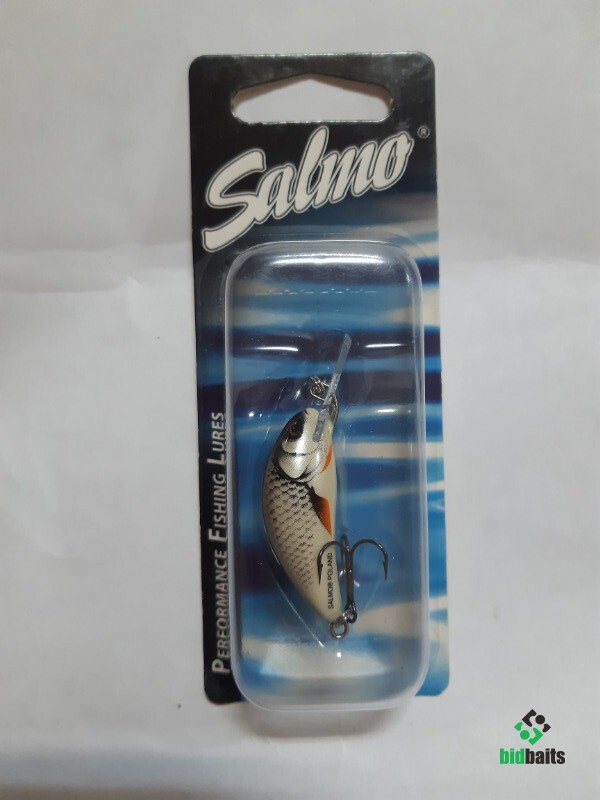 Salmo®
PERFORMANCE FISHING LURES
SALMO® POLAND
bidbaits